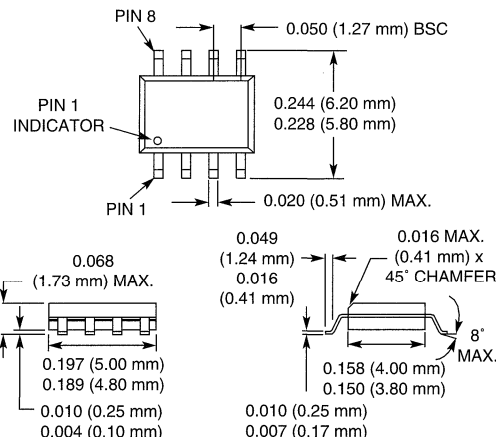 PIN 8
0.050 (1.27 mm) BSC
PIN 1
INDICATOR
0.244 (6.20 mm)
0.228 (5.80 mm)
PIN 1
0.020 (0.51 mm) MAX.
0.068
(1.73 mm) MAX.
0.197 (5.00 mm)
0.189 (4.80 mm)
0.010 (0.25 mm)
0.004 (0.10 mm)
0.049
(1.24 mm)
0.016
(0.41 mm)
0.016 MAX.
(0.41 mm) x
45° CHAMFER
8°
MAX.
0.158 (4.00 mm)
0.150 (3.80 mm)
0.010 (0.25 mm)
0.007 (0.17 mm)